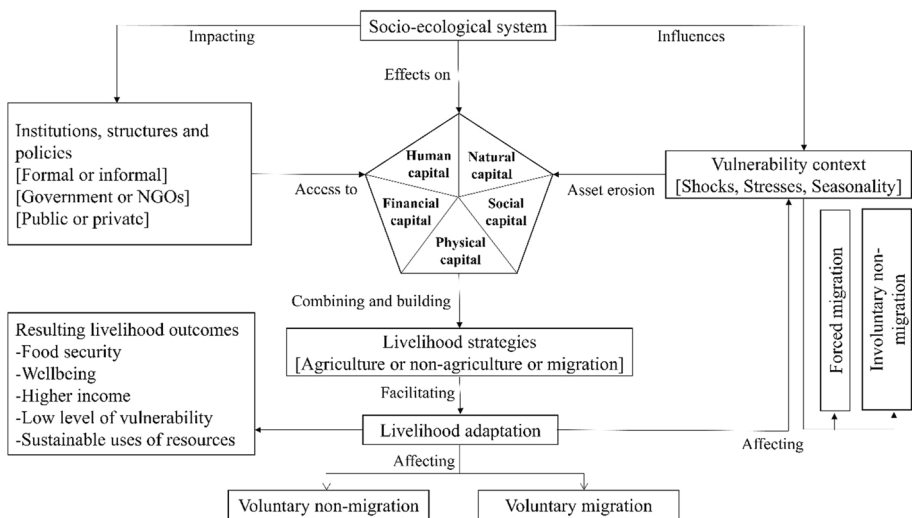 Socio-ecological system
Impacting
Influences
Effects on
Institutions, structures and
policies
[Formal or informal]
[Government or NGOs]
[Public or private]
Access to
Human
capital
Natural
capital
Financial
capital
Social
capital
Physical
capital
Asset erosion
Vulnerability context
[Shocks, Stresses, Seasonality]
Combining and building
Forced migration
Involuntary non-
migration
Resulting livelihood outcomes
-Food security
-Wellbeing
-Higher income
-Low level of vulnerability
-Sustainable uses of resources
Livelihood strategies
[Agriculture or non-agriculture or migration]
Facilitating
Livelihood adaptation
Affecting
Affecting
Voluntary non-migration
Voluntary migration